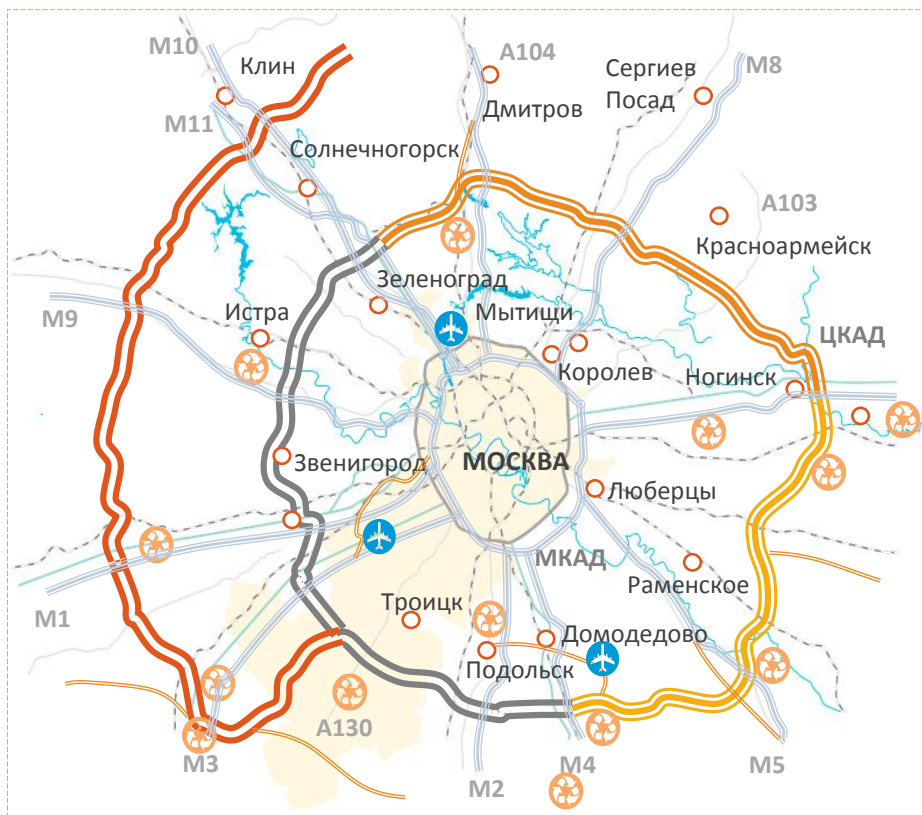 М10
Клин
А104
Сергиев
Посад
М8
М11
Дмитров
Солнечногорск
А103
Красноармейск
Зеленоград
М9
Истра
Мытищи
ЦКАД
Королев
Ногинск
Звенигород
МОСКВА
Люберцы
МКАД
М1
Раменское
Троицк
Домодедово
Подольск
А130
М3
М2
М4
М5